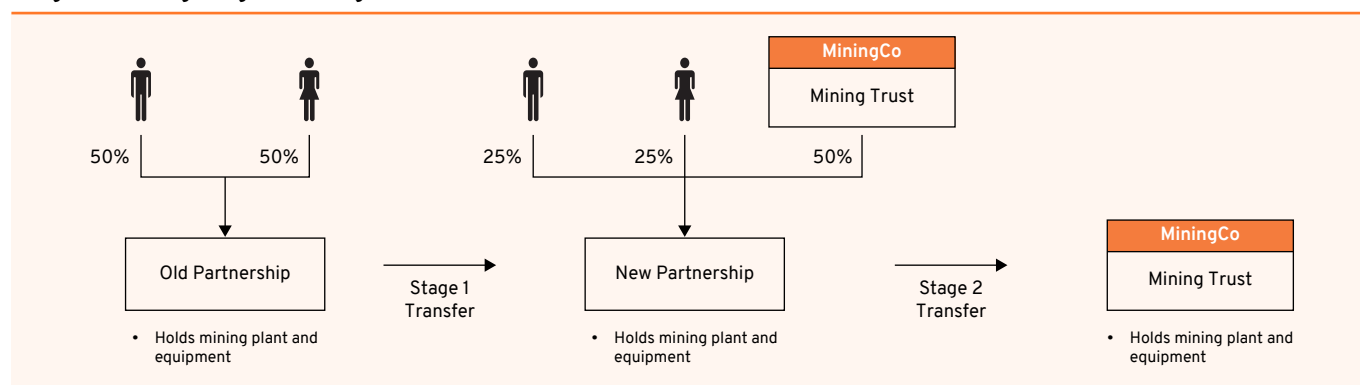 MiningCo
Mining Trust
50%
50%
25%
25%
50%
Old Partnership
Stage 1
Transfer
New Partnership
Stage 2
Transfer
MiningCo
Mining Trust
• Holds mining plant and
equipment
• Holds mining plant and
equipment
• Holds mining plant and
equipment